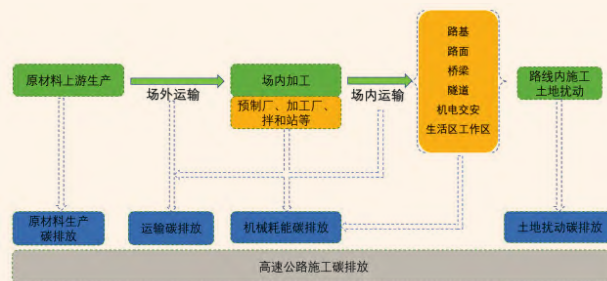 路基
路面
桥梁
隧道
机电交安
生活区工作区
原材料上游生产
场外运输
场内加工
预制厂、加工厂、
拌和站等
场内运输
路线内施工
土地扰动
原材料生产
碳排放
运输碳排放
机械耗能碳排放
土地扰动碳排放
高速公路施工碳排放